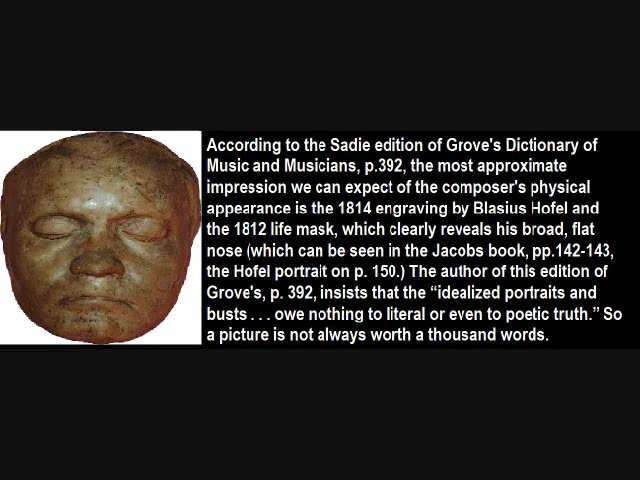 According to the Sadie edition of Grove's Dictionary of
Music and Musicians, p.392, the most approximate
impression we can expect of the composer's physical
appearance is the 1814 engraving by Blasius Hofel and
the 1812 life mask, which clearly reveals his broad, flat
nose (which can be seen in the Jacobs book, pp.142-143,
the Hofel portrait on p. 150.) The author of this edition of
Grove's, p. 392, insists that the “idealized portraits and
busts . . . owe nothing to literal or even to poetic truth.” So
a picture is not always worth a thousand words.